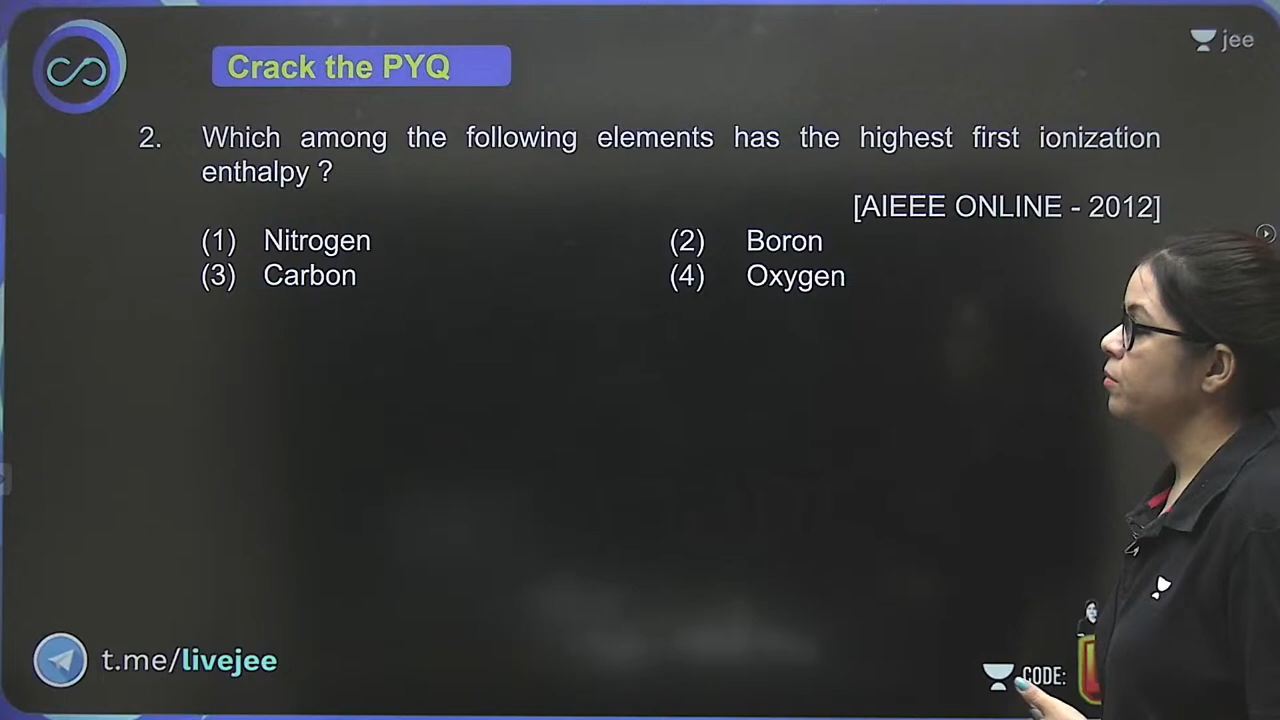 Crack the PYQ
jee
2. Which among the following elements has the highest first ionization
enthalpy ?
[AIEEE ONLINE - 2012]
(1) Nitrogen (2) Boron
(3) Carbon (4) Oxygen
t.me/livejee
CODE: